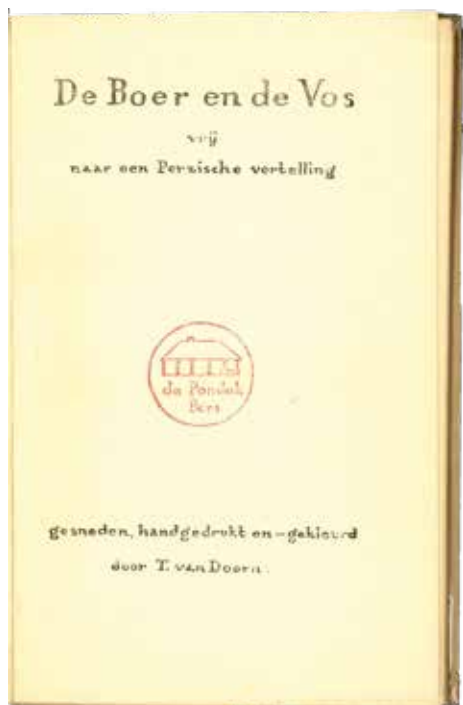 De Boer en de Vos
vrij
naar een Perzische vertelling
de Pondok
Pers
gesneden, handgedrukt en-gekleurd
door T. van Doorn.